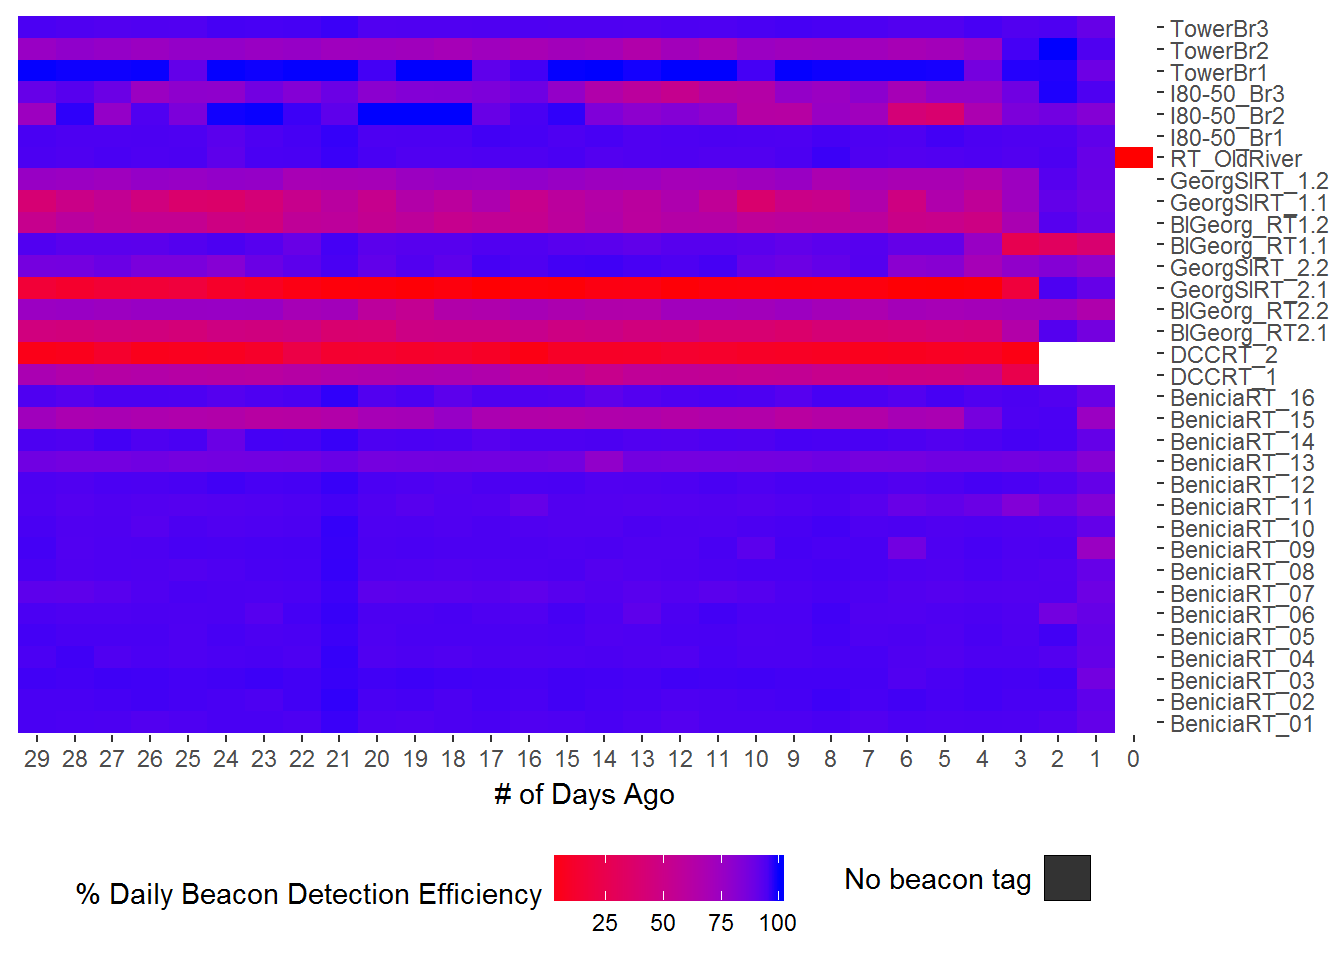 TowerBr3
TowerBr2
TowerBr1
I80-50_Br3
I80-50_Br2
I80-50_Br1
RT_OldRiver
GeorgSlRT_1.2
GeorgSlRT_1.1
BlGeorg_RT1.2
BlGeorg_RT1.1
GeorgSlRT_2.2
GeorgSlRT_2.1
BlGeorg_RT2.2
BlGeorg_RT2.1
DCCRT_2
DCCRT_1
BeniciaRT_16
BeniciaRT_15
BeniciaRT_14
BeniciaRT_13
BeniciaRT_12
BeniciaRT_11
BeniciaRT_10
BeniciaRT_09
BeniciaRT_08
BeniciaRT_07
BeniciaRT_06
BeniciaRT_05
BeniciaRT_04
BeniciaRT_03
BeniciaRT_02
BeniciaRT_01
29 28 27 26 25 24 23 22 21 20 19 18 17 16 15 14 13 12 11 10 9 8 7 6 5 4 3 2 1 0
# of Days Ago
% Daily Beacon Detection Efficiency
25 50 75 100
No beacon tag